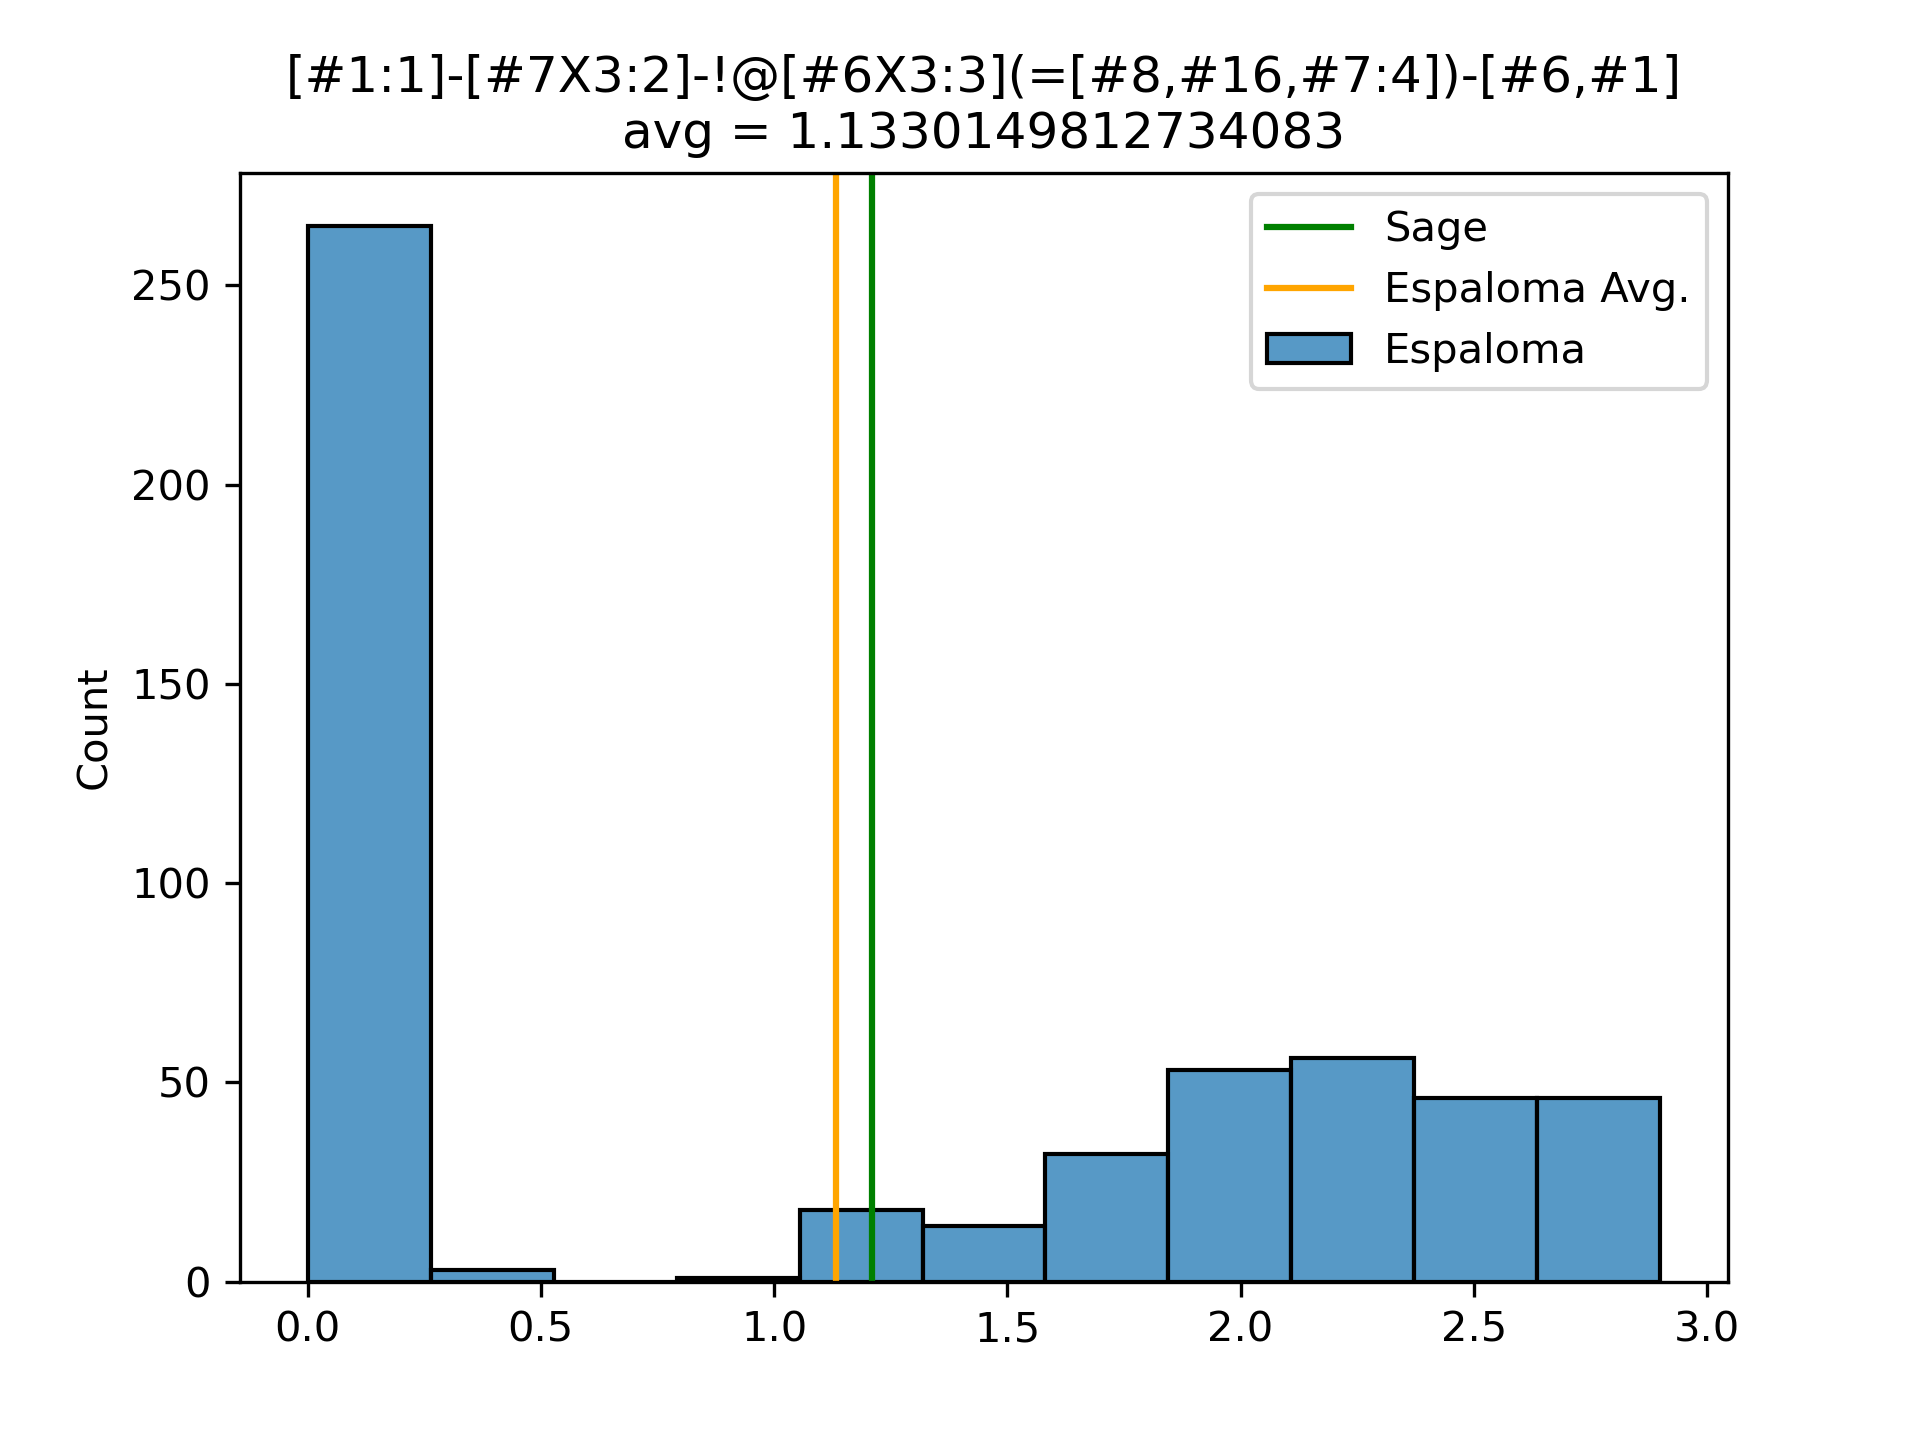 [#1:1]-[#7X3:2]-!@[#6X3:3](=[#8,#16,#7:4])-[#6,#1]
avg = 1.1330149812734083
Sage
Espaloma Avg.
Espaloma
Count
250
200
150
100
50
0
0.0 0.5 1.0 1.5 2.0 2.5 3.0